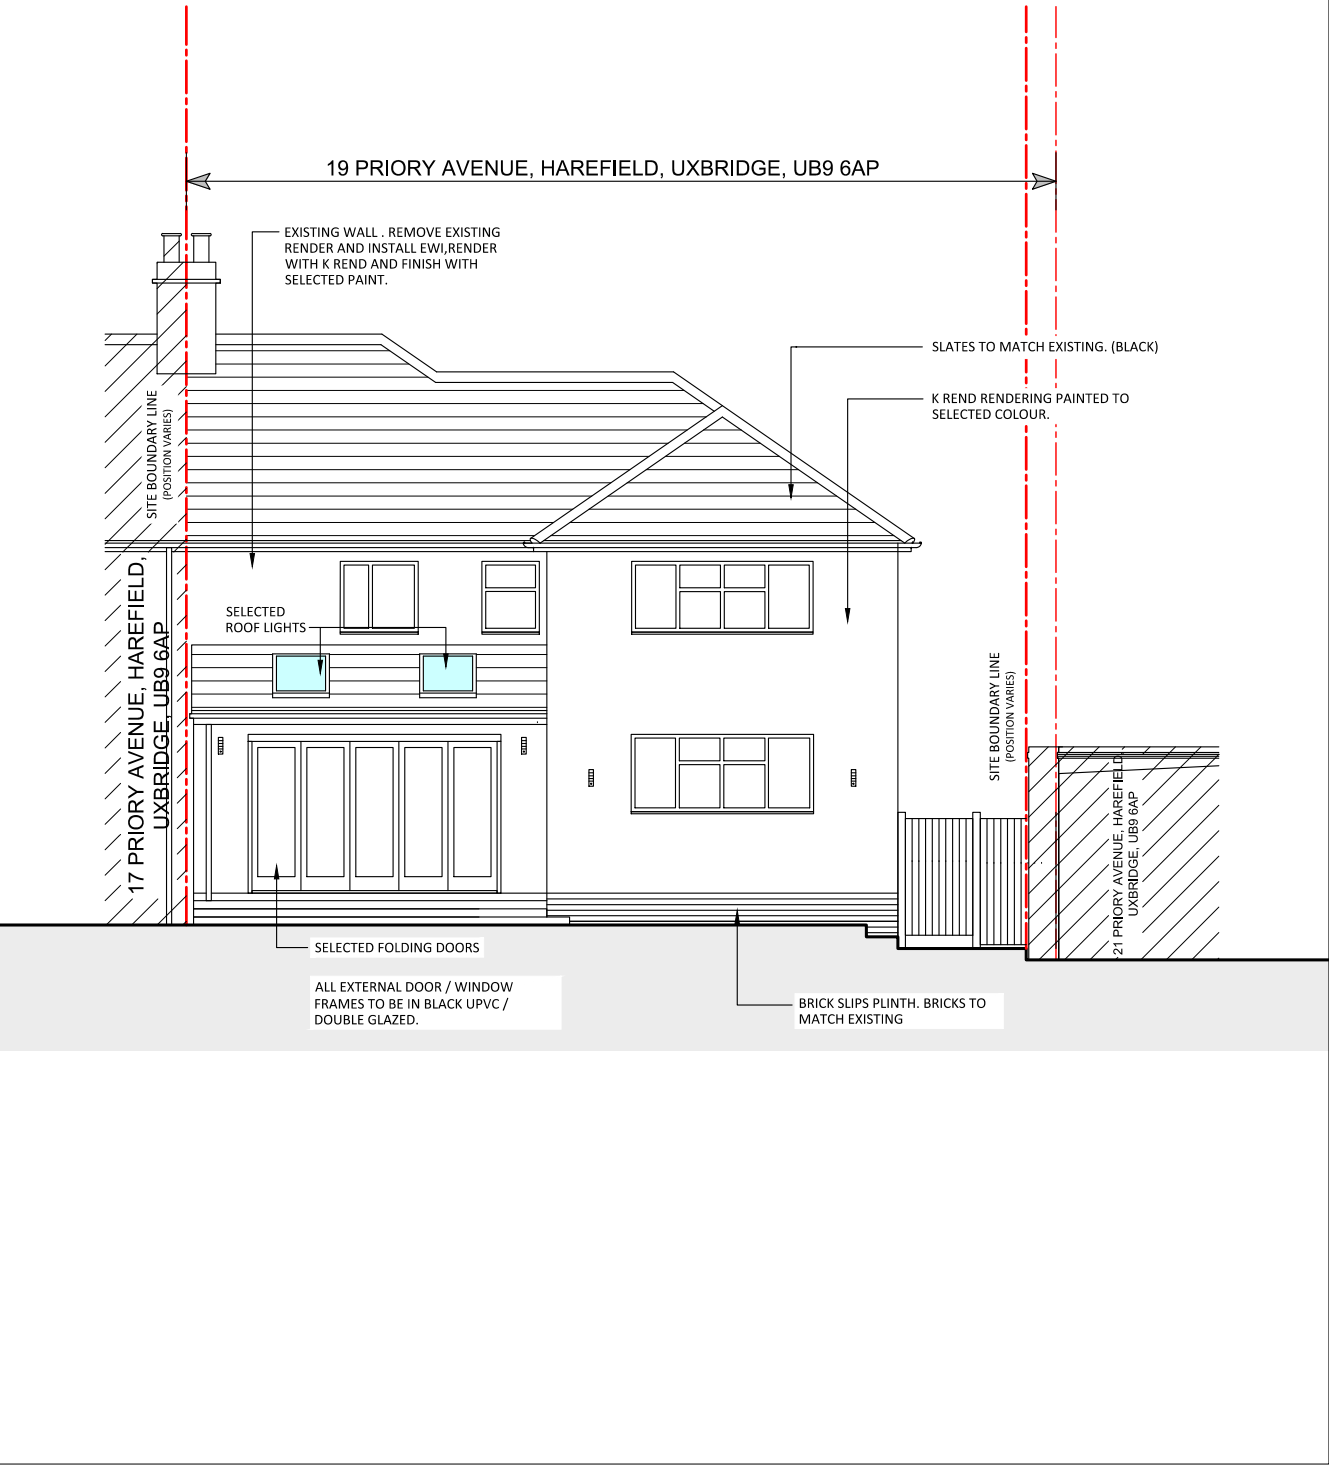 19 PRIORY AVENUE, HAREFIELD, UXBRIDGE, UB9 6AP
EXISTING WALL . REMOVE EXISTING
RENDER AND INSTALL EWI,RENDER
WITH K REND AND FINISH WITH
SELECTED PAINT.
SLATES TO MATCH EXISTING. (BLACK)
K REND RENDERING PAINTED TO
SELECTED COLOUR.
SITE BOUNDARY LINE
(POSITION VARIES)
17 PRIORY AVENUE, HAREFIELD,
UXBRIDGE, UB9 6AP
SELECTED
ROOF LIGHTS
SITE BOUNDARY LINE
(POSITION VARIES)
21 PRIORY AVENUE, HAREFIELD,
UXBRIDGE, UB9 6AP
SELECTED FOLDING DOORS
ALL EXTERNAL DOOR / WINDOW
FRAMES TO BE IN BLACK UPVC /
DOUBLE GLAZED.
BRICK SLIPS PLINTH. BRICKS TO
MATCH EXISTING